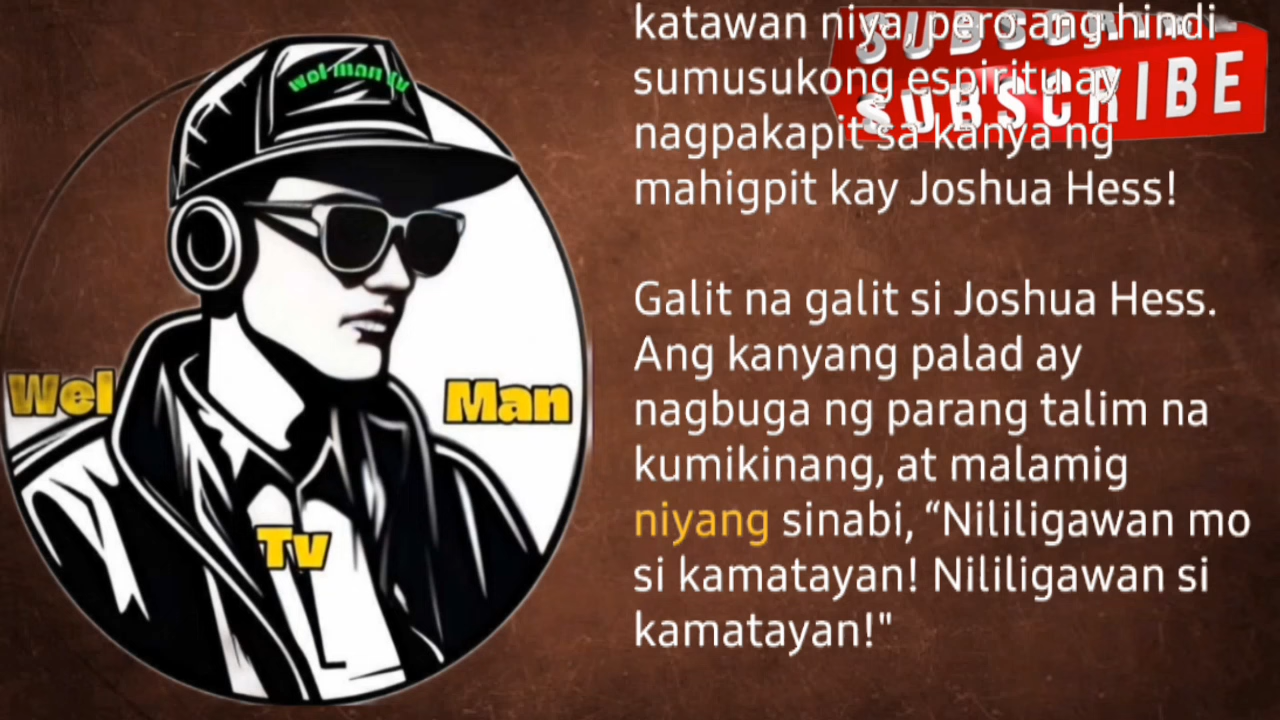 wel man tv
Wel
Man
Tv
SUBSCRIBE
SUBSCRIBE
katawan niya, pero ang hindi
sumusukong espiritu ay
nagpakapit sa kanya ng
mahigpit kay Joshua Hess!
Galit na galit si Joshua Hess.
Ang kanyang palad ay
nagbuga ng parang talim na
kumikinang, at malamig
niyang sinabi, “Nililigawan mo
si kamatayan! Nililigawan si
kamatayan!"